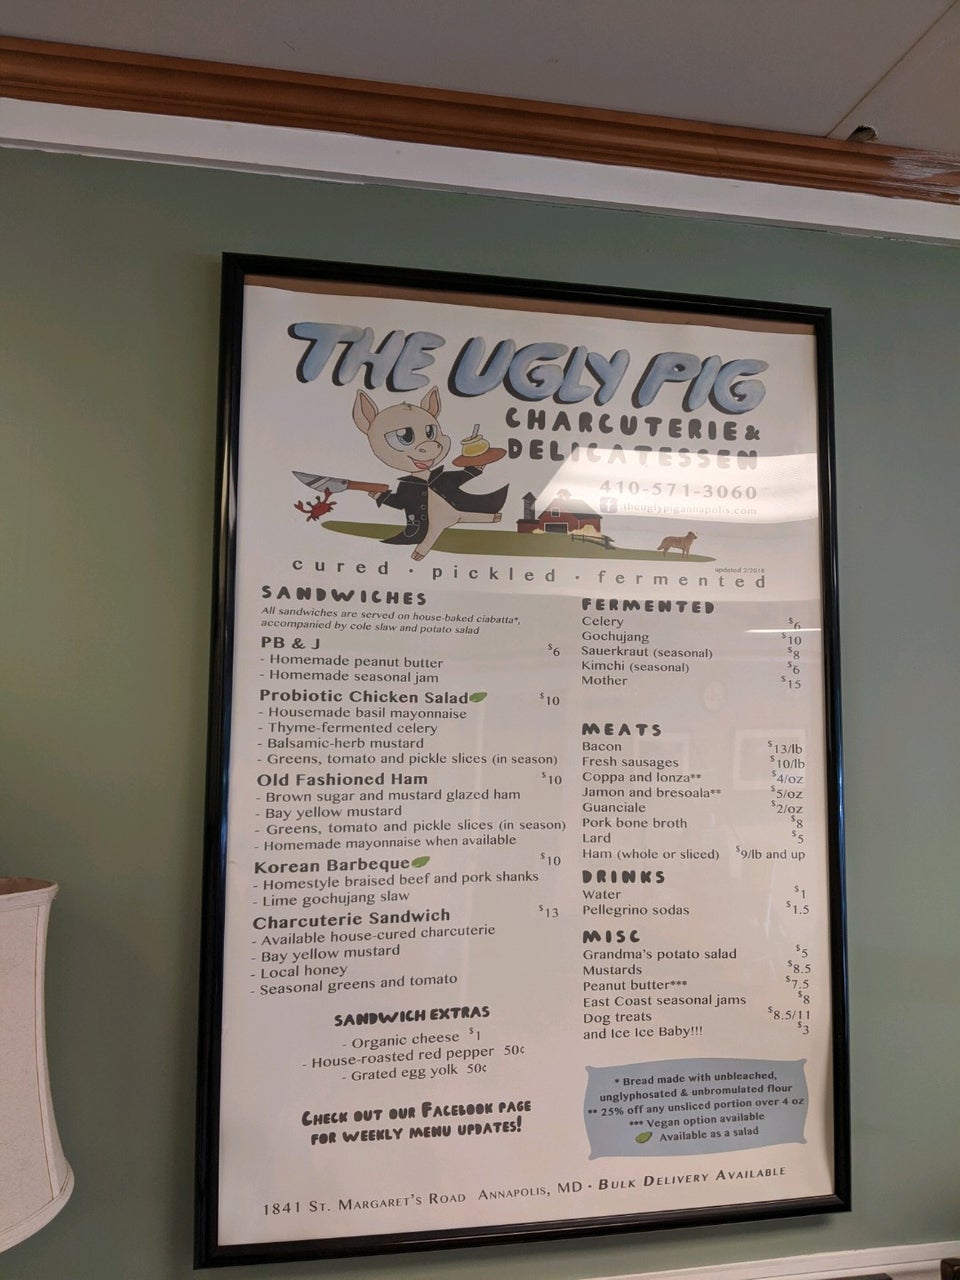 THE UGLY PIG
CHARCUTERIE &
DELICATESSEN
410-571-3060
f theuglypigannapolis.com
updated 2/2018
cured · pickled · fermented
SANDWICHES
All sandwiches are served on house-baked ciabatta*,
accompanied by cole slaw and potato salad
PB & J $6
- Homemade peanut butter
- Homemade seasonal jam
Probiotic Chicken Salad $10
- Housemade basil mayonnaise
- Thyme-fermented celery
- Balsamic-herb mustard
- Greens, tomato and pickle slices (in season)
Old Fashioned Ham $10
- Brown sugar and mustard glazed ham
- Bay yellow mustard
- Greens, tomato and pickle slices (in season)
- Homemade mayonnaise when available
Korean Barbeque $10
- Homestyle braised beef and pork shanks
- Lime gochujang slaw
Charcuterie Sandwich $13
- Available house-cured charcuterie
- Bay yellow mustard
- Local honey
- Seasonal greens and tomato
SANDWICH EXTRAS
- Organic cheese $1
- House-roasted red pepper 50¢
- Grated egg yolk 50¢
CHECK OUT OUR FACEBOOK PAGE
FOR WEEKLY MENU UPDATES!
FERMENTED
Celery $6
Gochujang $10
Sauerkraut (seasonal) $8
Kimchi (seasonal) $6
Mother $15
MEATS
Bacon $13/lb
Fresh sausages $10/lb
Coppa and lonza** $4/oz
Jamon and bresoala** $5/oz
Guanciale $2/oz
Pork bone broth $8
Lard $5
Ham (whole or sliced) $9/lb and up
DRINKS
Water $1
Pellegrino sodas $1.5
MISC
Grandma's potato salad $5
Mustards $8.5
Peanut butter*** $7.5
East Coast seasonal jams $8
Dog treats $8.5/11
and Ice Ice Baby!!! $3
* Bread made with unbleached,
unglyphosated & unbromulated flour
** 25% off any unsliced portion over 4 oz
*** Vegan option available
Available as a salad
1841 ST. MARGARET'S ROAD ANNAPOLIS, MD · BULK DELIVERY AVAILABLE